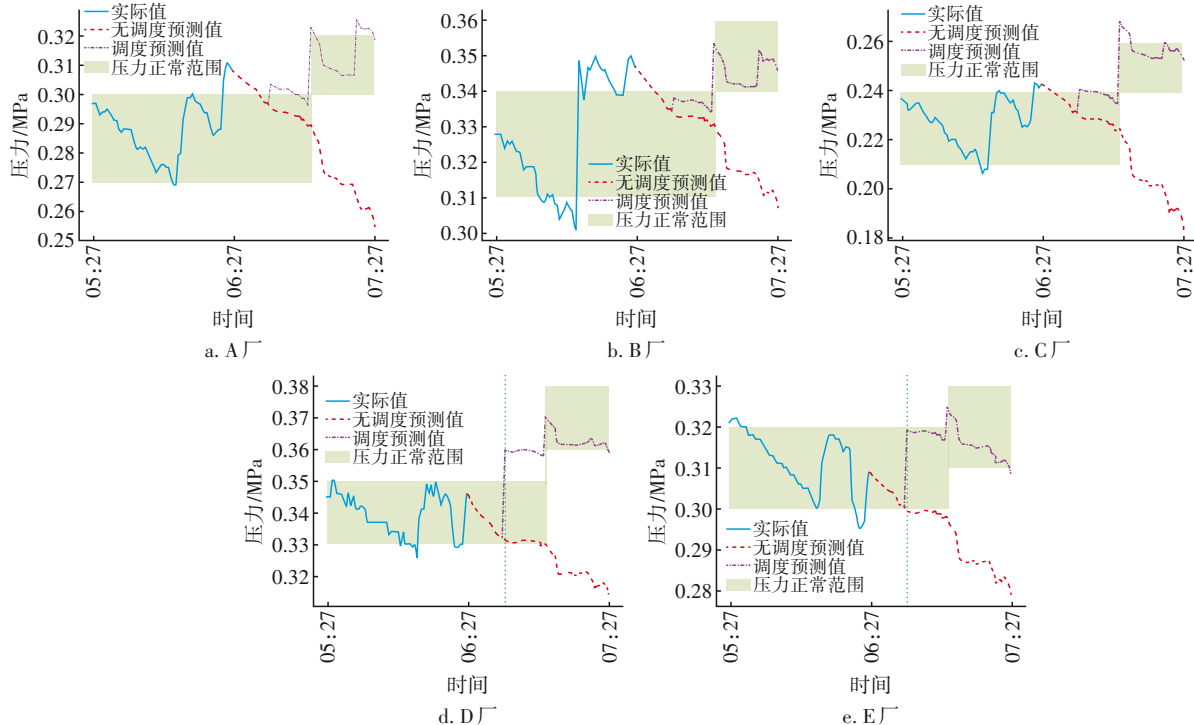 压力/MPa
0.32
0.31
0.30
0.29
0.28
0.27
0.26
0.25
实际值
无调度预测值
调度预测值
压力正常范围
05:27
06:27
07:27
时间
a. A厂
压力/MPa
0.36
0.35
0.34
0.33
0.32
0.31
0.30
实际值
无调度预测值
调度预测值
压力正常范围
05:27
06:27
07:27
时间
b. B厂
压力/MPa
0.26
0.24
0.22
0.20
0.18
实际值
无调度预测值
调度预测值
压力正常范围
05:27
06:27
07:27
时间
c. C厂
压力/MPa
0.38
0.37
0.36
0.35
0.34
0.33
0.32
实际值
无调度预测值
调度预测值
压力正常范围
05:27
06:27
07:27
时间
d. D厂
压力/MPa
0.33
0.32
0.31
0.30
0.29
0.28
实际值
无调度预测值
调度预测值
压力正常范围
05:27
06:27
07:27
时间
e. E厂